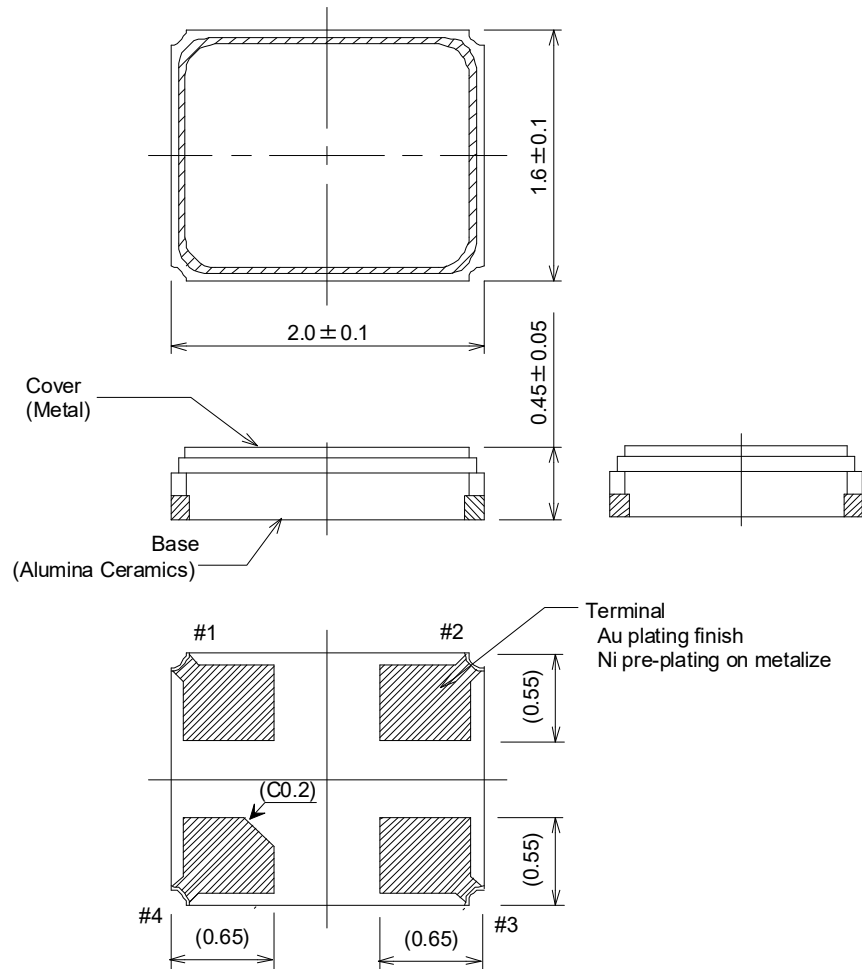 1.6±0.1
2.0±0.1
0.45±0.05
Cover
(Metal)
Base
(Alumina Ceramics)
Terminal
Au plating finish
Ni pre-plating on metalize
#1
#2
(0.55)
(C0.2)
(0.55)
#4
#3
(0.65)
(0.65)